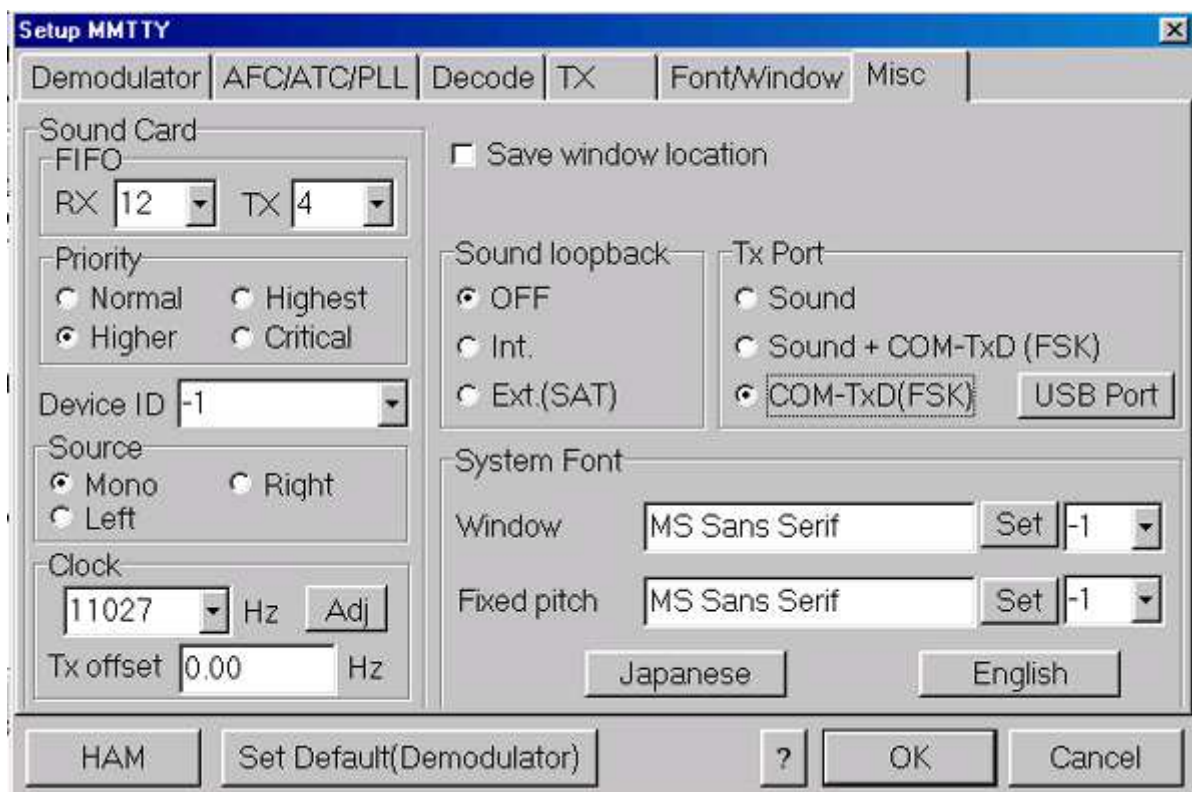 Setup MMTTY
Demodulator AFC/ATC/PLL Decode TX Font/Window Misc
Sound Card
FIFO
RX 12 TX 4
Priority
Normal Highest
Higher Critical
Device ID -1
Source
Mono Right
Left
Clock
11027 Hz Adj
Tx offset 0.00 Hz
Save window location
Sound loopback
OFF
Int.
Ext.(SAT)
Tx Port
Sound
Sound + COM-TxD (FSK)
COM-TxD(FSK) USB Port
System Font
Window MS Sans Serif Set -1
Fixed pitch MS Sans Serif Set -1
Japanese English
HAM Set Default(Demodulator) ? OK Cancel